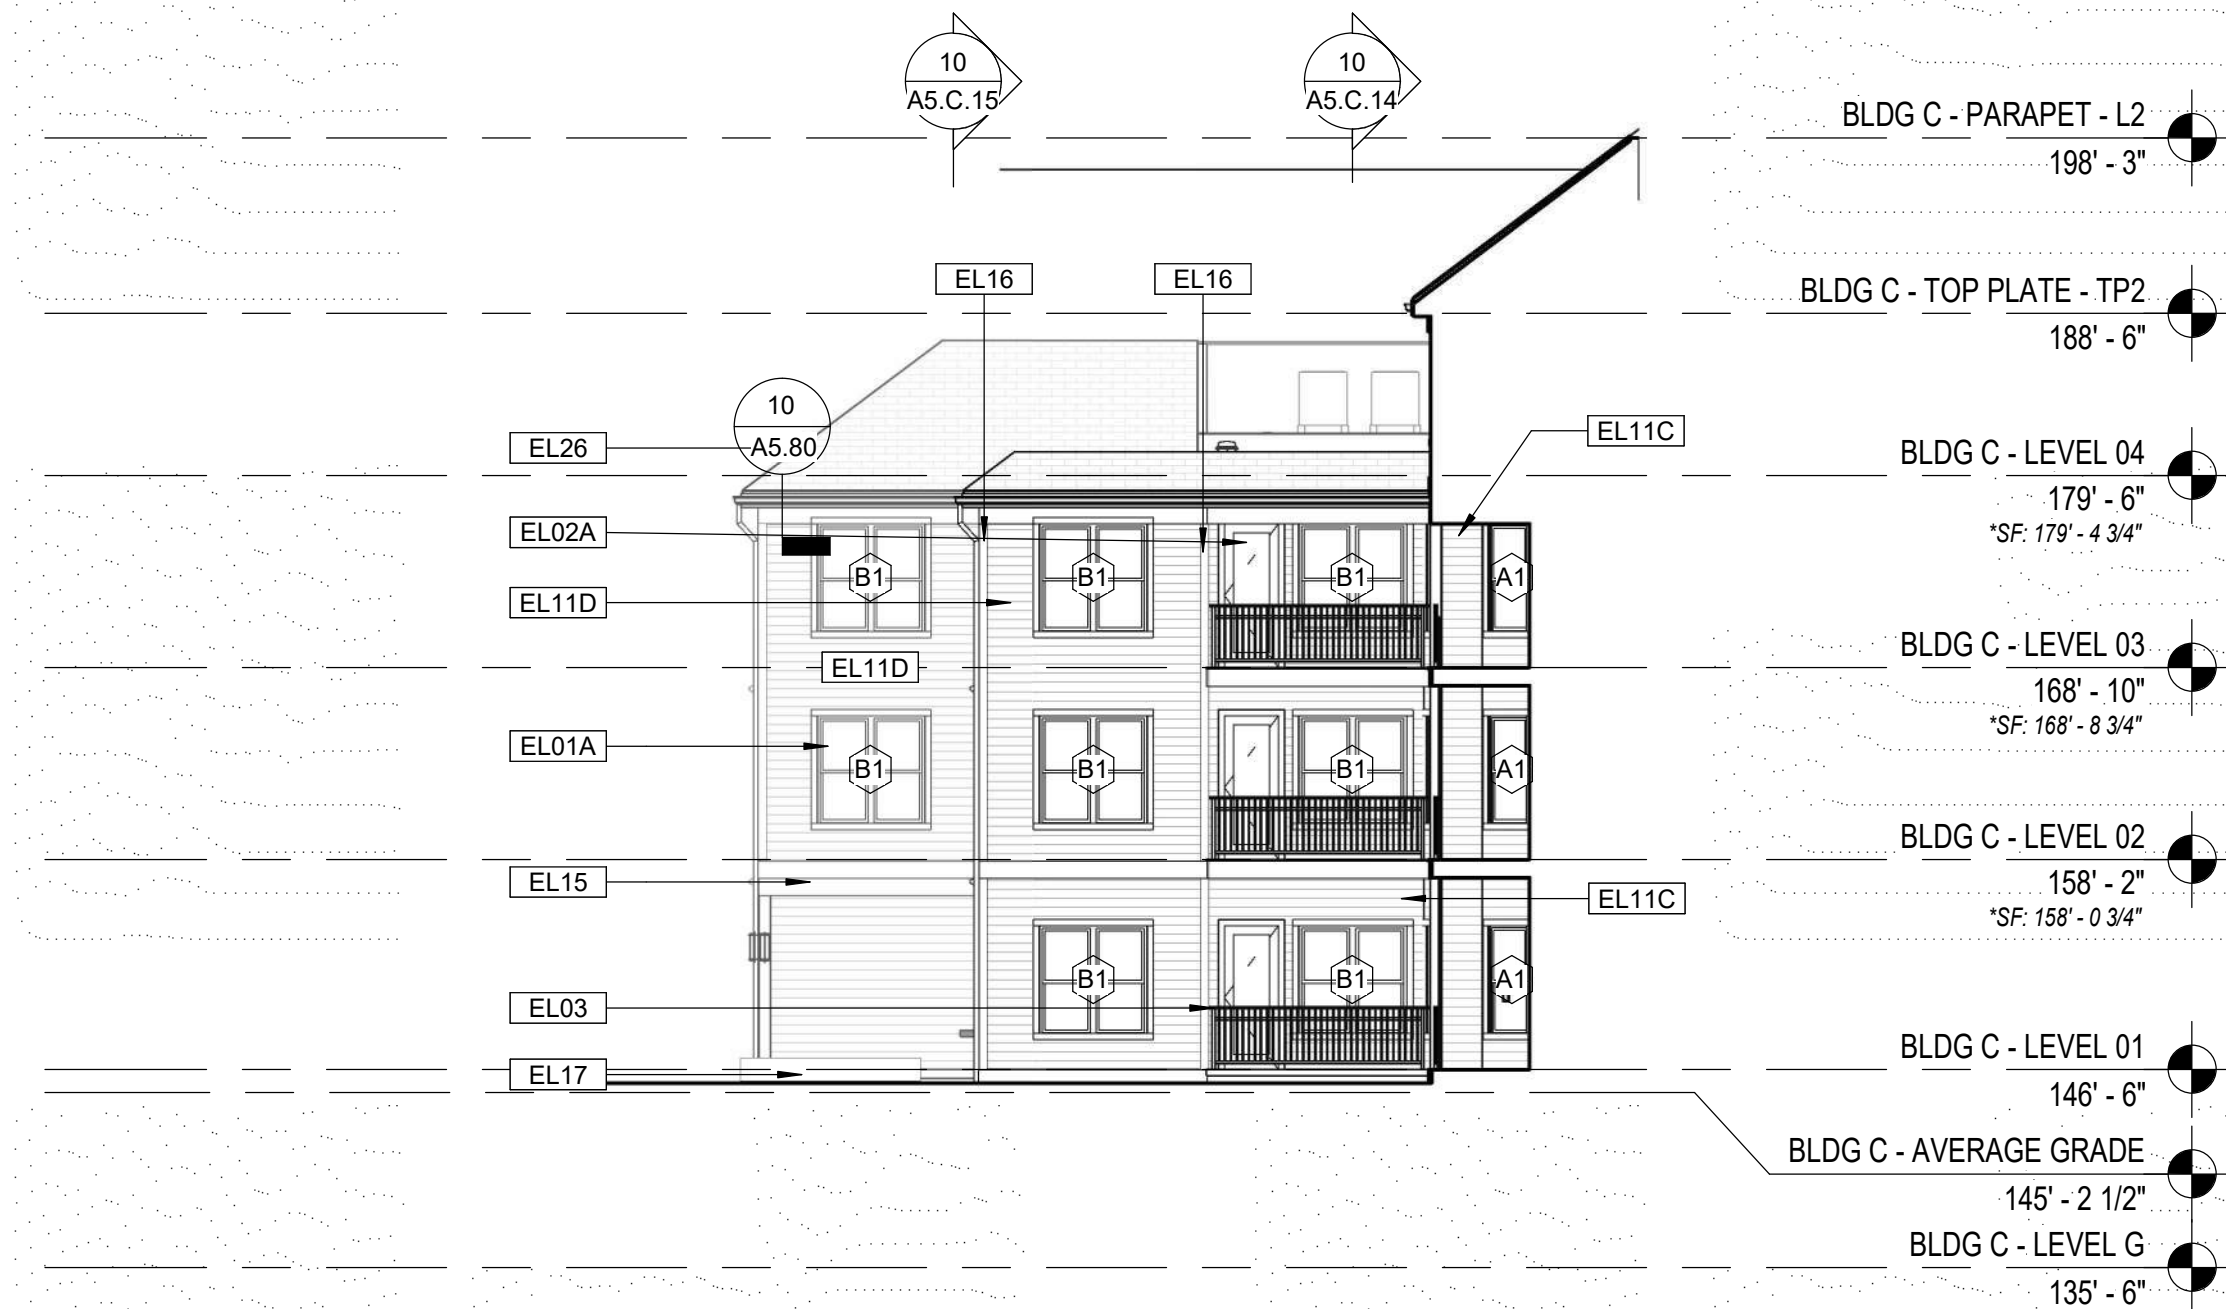 10
A5.C.15
10
A5.C.14
BLDG C - PARAPET - L2
198' - 3"
EL16
EL16
BLDG C - TOP PLATE - TP2
188' - 6"
10
A5.80
EL26
EL11C
BLDG C - LEVEL 04
179' - 6"
*SF: 179' - 4 3/4"
EL02A
B1
B1
B1
A1
EL11D
EL11D
BLDG C - LEVEL 03
168' - 10"
*SF: 168' - 8 3/4"
EL01A
B1
B1
B1
A1
BLDG C - LEVEL 02
158' - 2"
*SF: 158' - 0 3/4"
EL15
EL11C
B1
B1
A1
EL03
BLDG C - LEVEL 01
146' - 6"
EL17
BLDG C - AVERAGE GRADE
145' - 2 1/2"
BLDG C - LEVEL G
135' - 6"